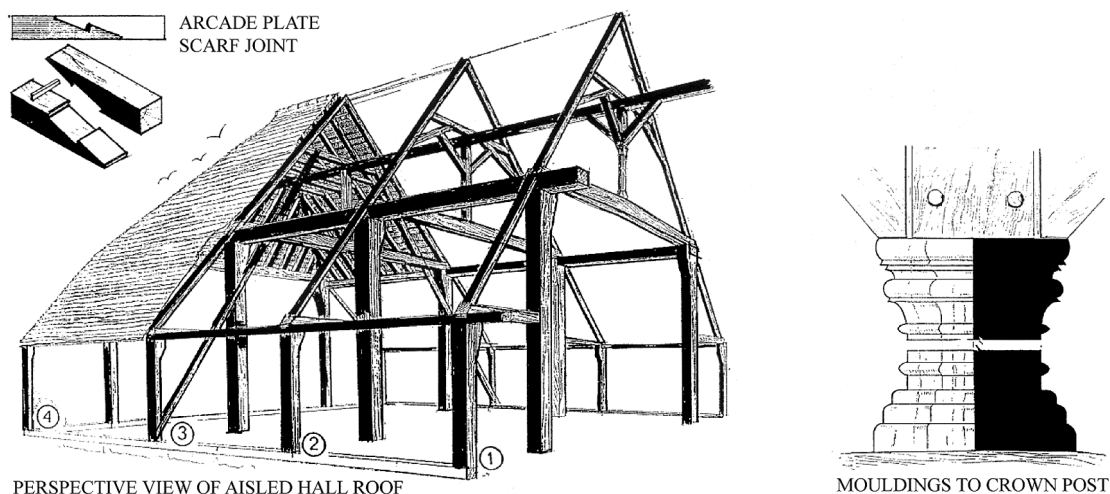 ARCADE PLATE
SCARF JOINT
4
3
2
1
PERSPECTIVE VIEW OF AISLED HALL ROOF
MOULDINGS TO CROWN POST